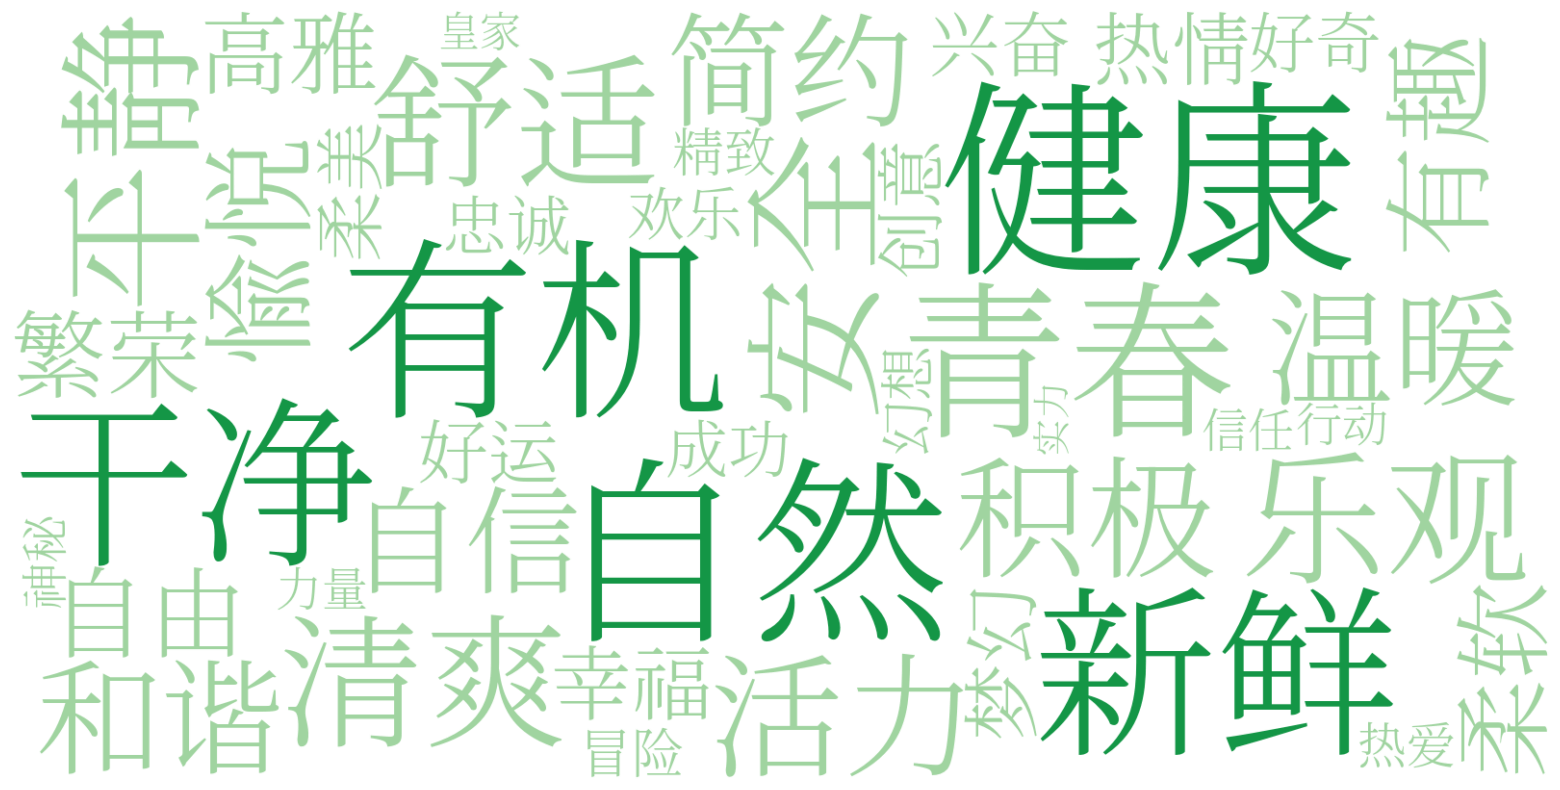 高雅
皇家
简约
兴奋
热情
好奇
平静
舒适
健康
有趣
愉悦
柔美
精致
安全
创意
忠诚
欢乐
有机
青春
温暖
繁荣
幻想
实力
干净
好运
成功
信任
行动
自然
自信
积极
乐观
神秘
自由
力量
梦幻
新鲜
柔软
和谐
清爽
幸福
活力
冒险
热爱